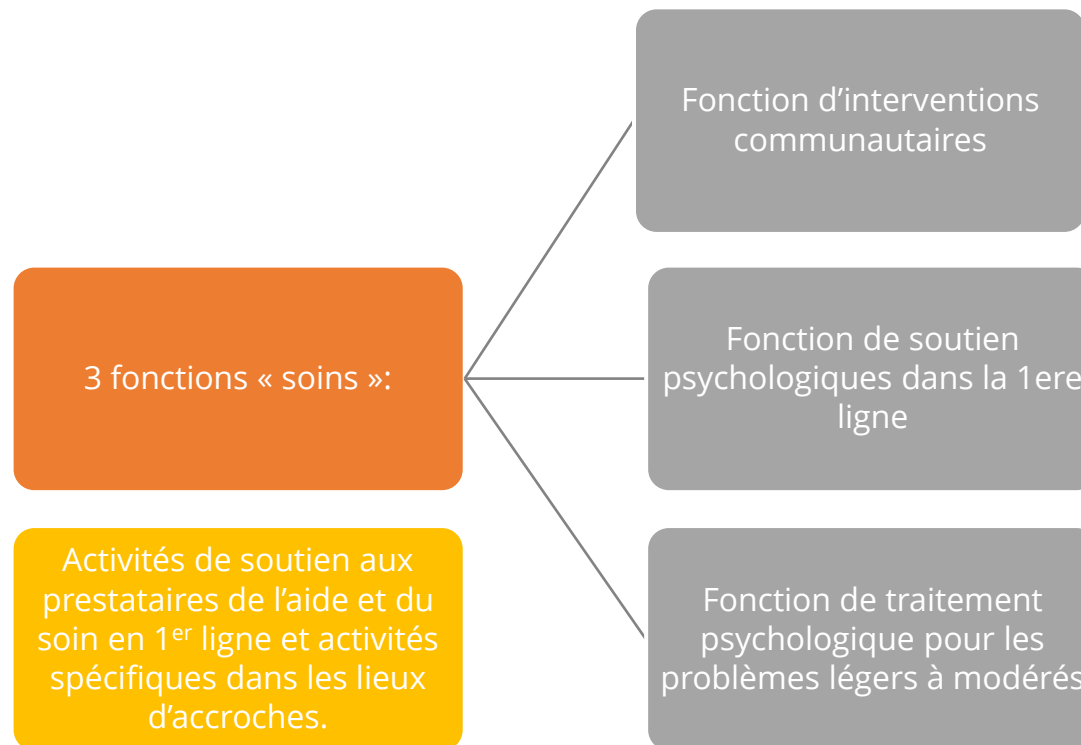 Fonction d’interventions
communautaires
3 fonctions « soins »:
Fonction de soutien
psychologiques dans la 1ere
ligne
Activités de soutien aux
prestataires de l’aide et du
soin en 1er ligne et activités
spécifiques dans les lieux
d’accroches.
Fonction de traitement
psychologique pour les
problèmes légers à modérés